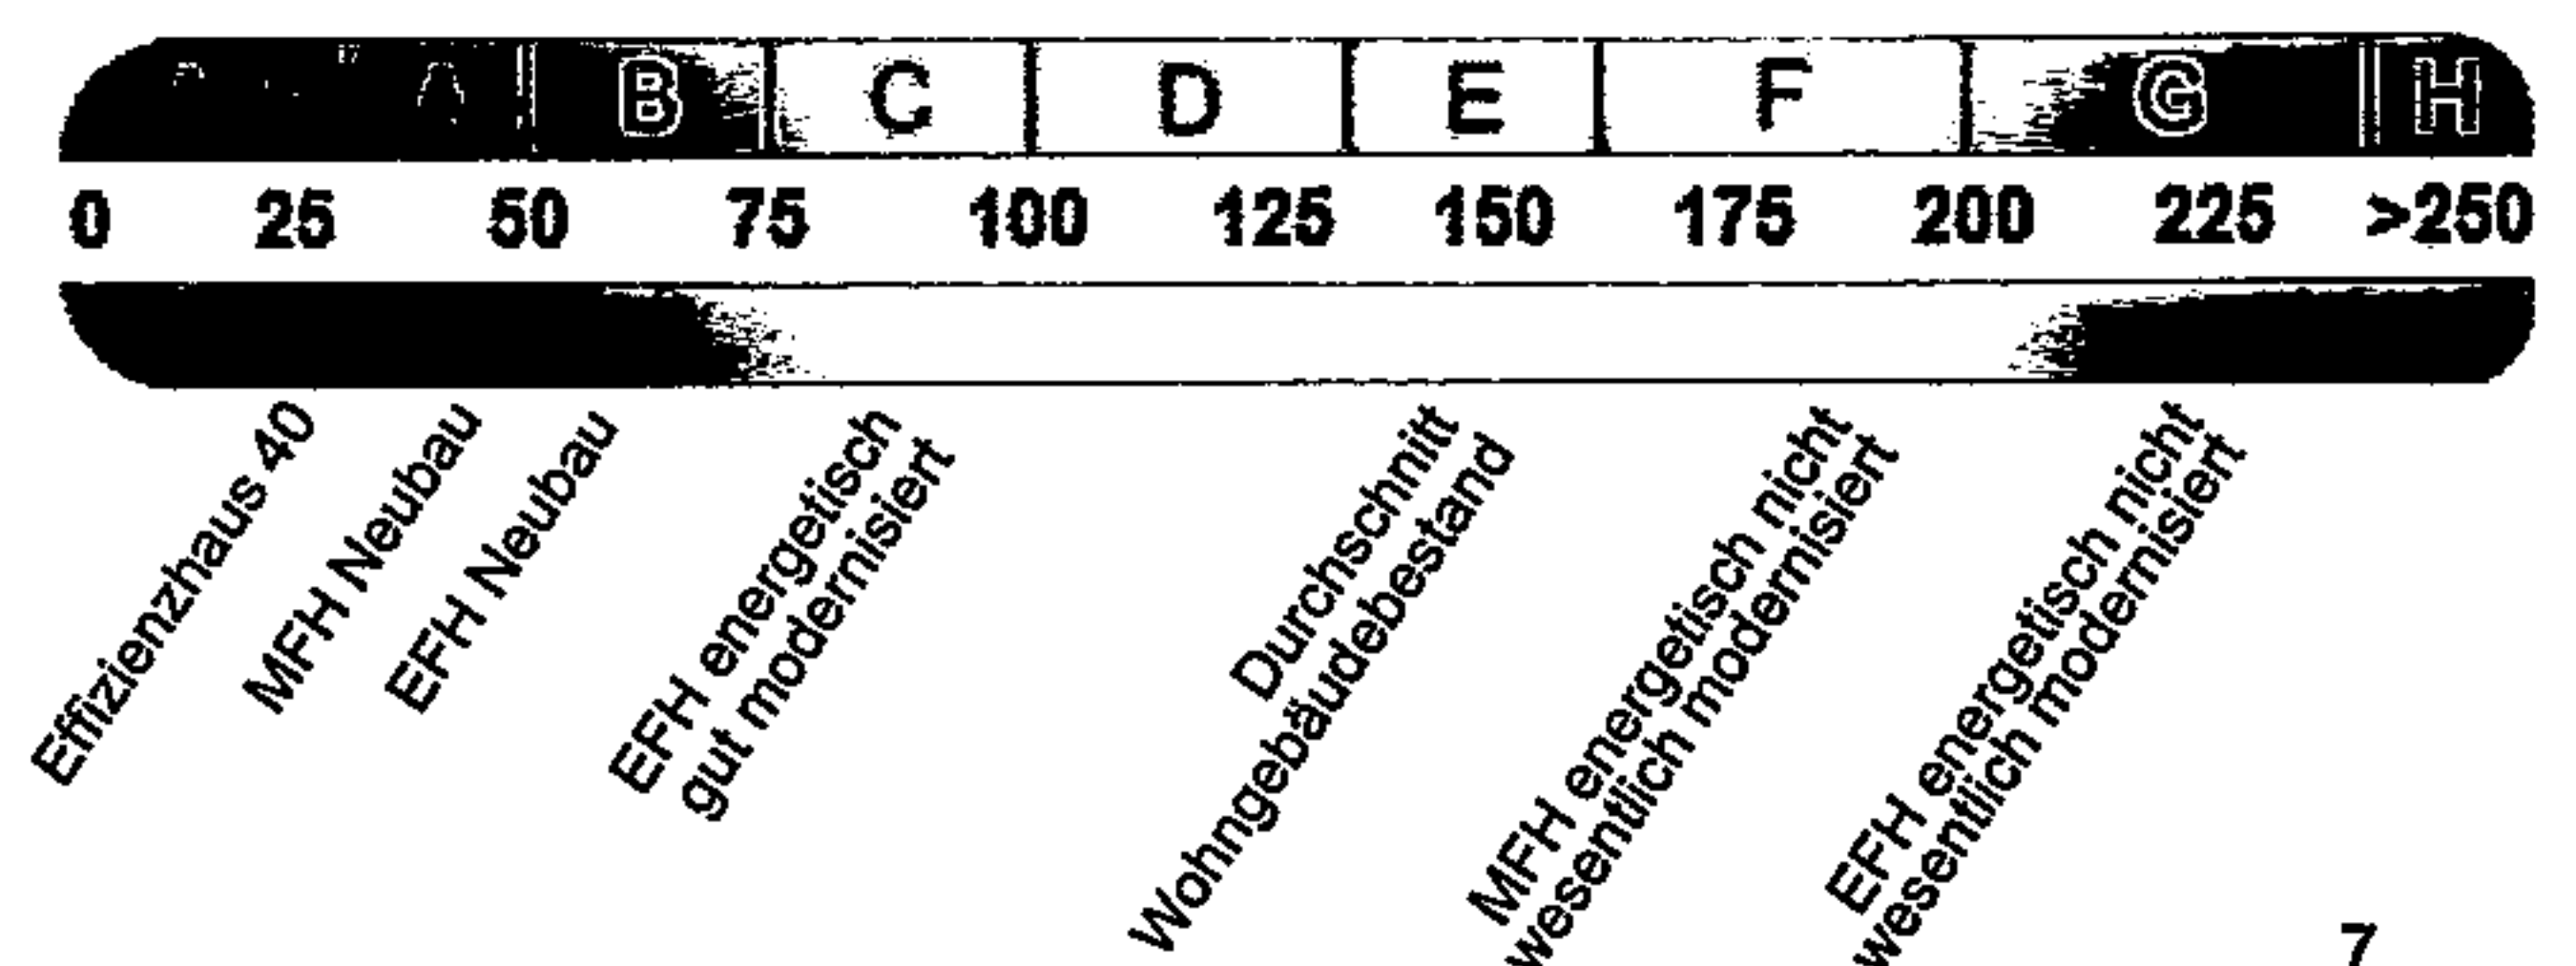 A B C D E F G H
0 25 50 75 100 125 150 175 200 225 >250
Effizienzhaus 40
MFH Neubau
EFH Neubau
EFH energetisch
gut modernisiert
Durchschnitt
Wohngebäudebestand
MFH energetisch nicht
wesentlich modernisiert
EFH energetisch nicht
wesentlich modernisiert
7